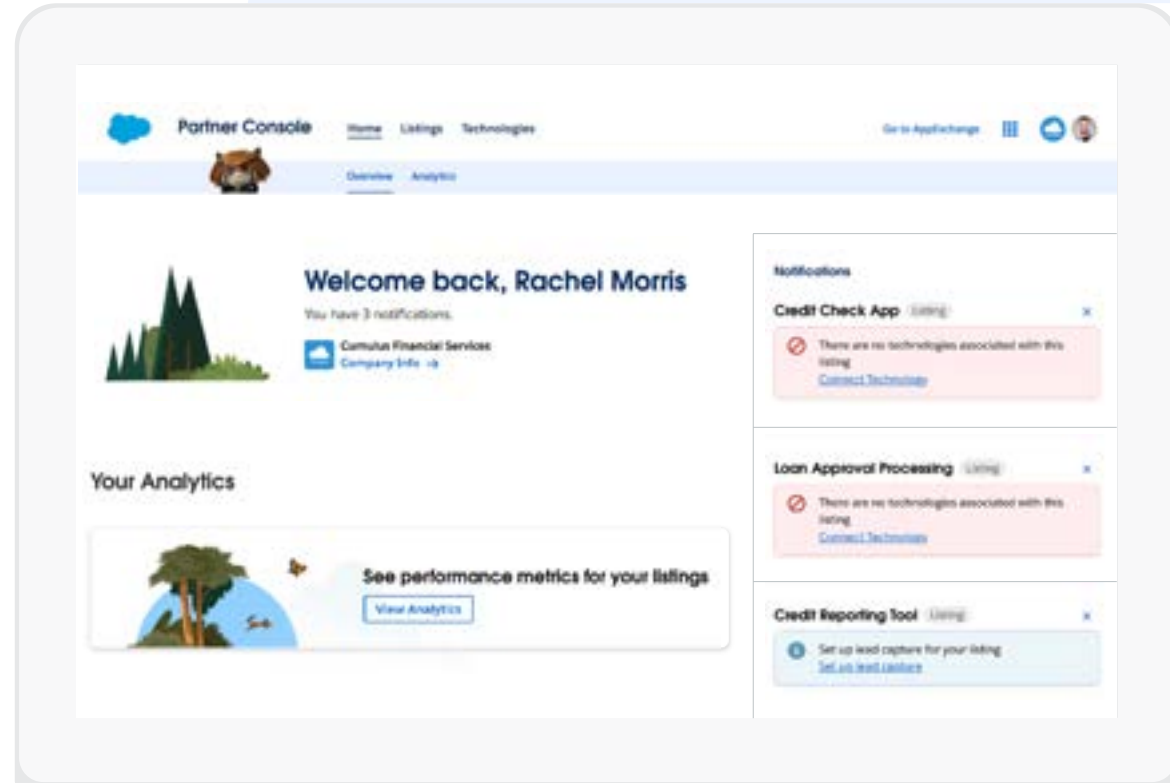 Partner Console
Home Listings Technologies
Go to AppExchange
Overview Analytics
Welcome back, Rachel Morris
You have 3 notifications.
Cumulus Financial Services
Company Info →
Your Analytics
See performance metrics for your listings
View Analytics
Notifications
Credit Check App Listing ×
There are no technologies associated with this
listing
Connect Technology
Loan Approval Processing Listing ×
There are no technologies associated with this
listing
Connect Technology
Credit Reporting Tool Listing ×
Set up lead capture for your listing
Set up lead capture